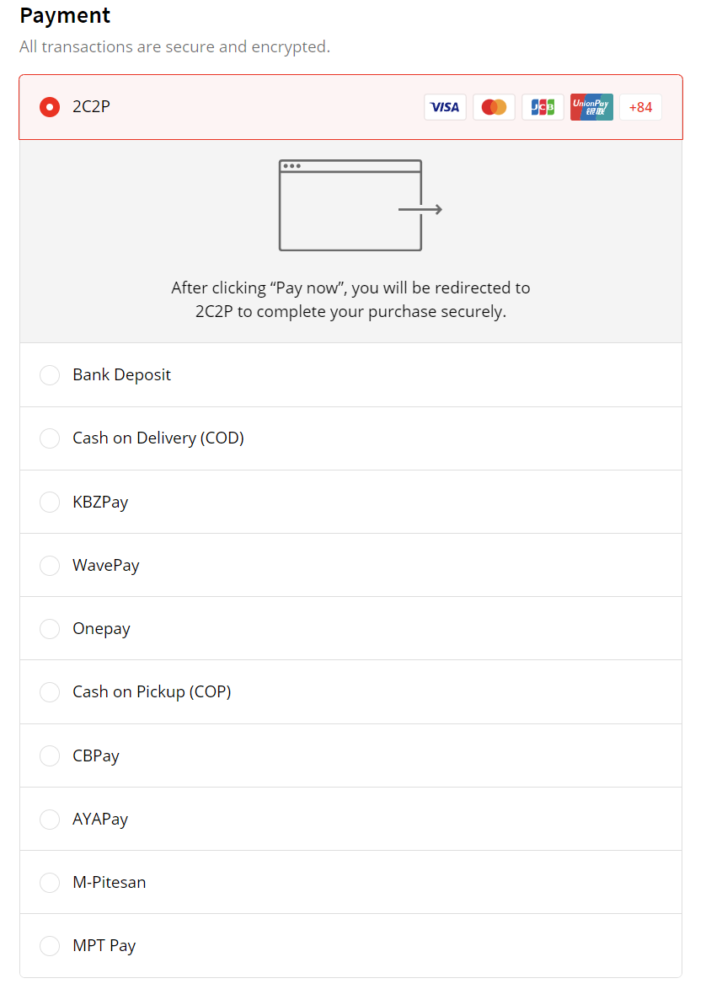 Payment
All transactions are secure and encrypted.
2C2P VISA JCB UnionPay 银联 +84
After clicking “Pay now”, you will be redirected to
2C2P to complete your purchase securely.
Bank Deposit
Cash on Delivery (COD)
KBZPay
WavePay
Onepay
Cash on Pickup (COP)
CBPay
AYAPay
M-Pitesan
MPT Pay